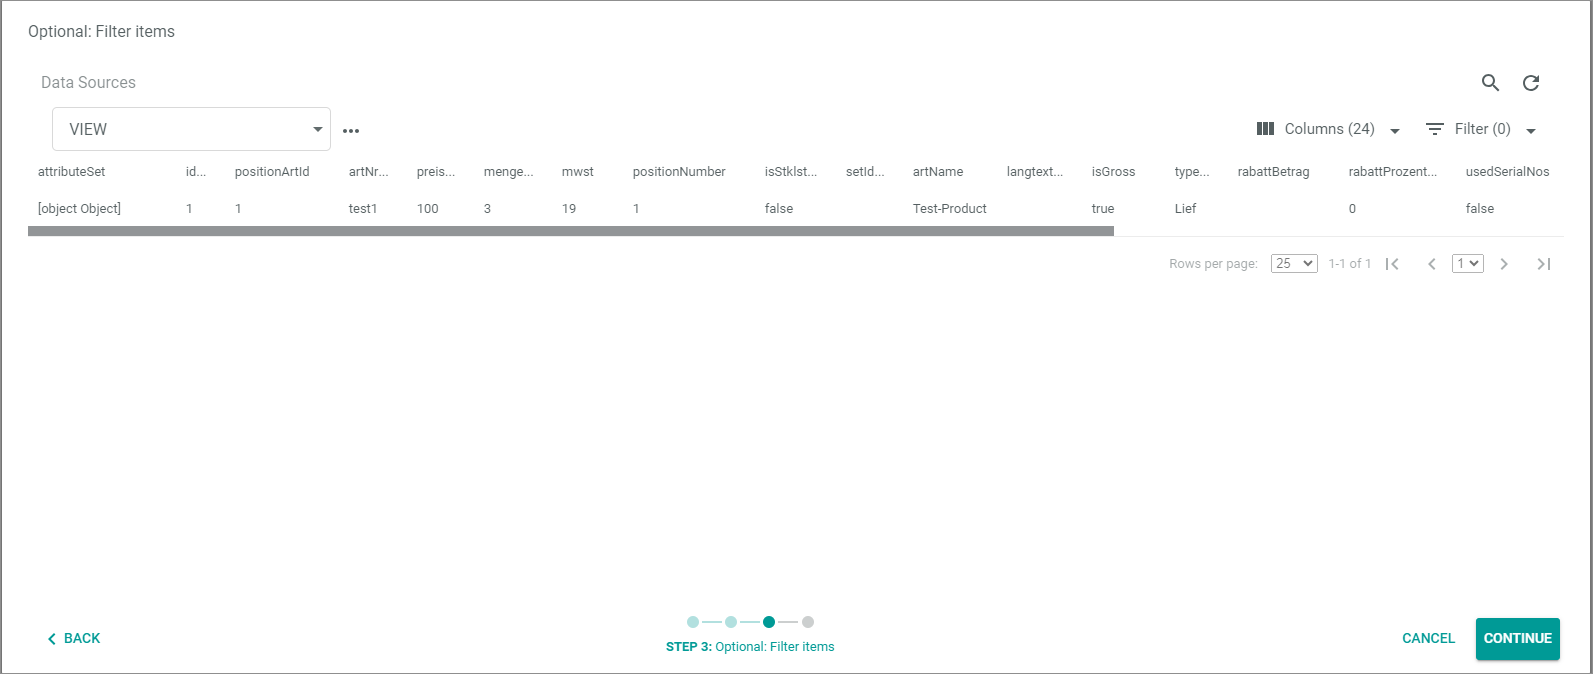 Optional: Filter items
Data Sources
VIEW
Columns (24)
Filter (0)
attributeSet id... positionArtId artNr... preis... menge... mwst positionNumber isStklst... setId... artName langtext... isGross type... rabattBetrag rabattProzent... usedSerialNos
[object Object] 1 1 test1 100 3 19 1 false Test-Product true Lief 0 false
Rows per page: 25 1-1 of 1 1
BACK
STEP 3: Optional: Filter items
CANCEL
CONTINUE